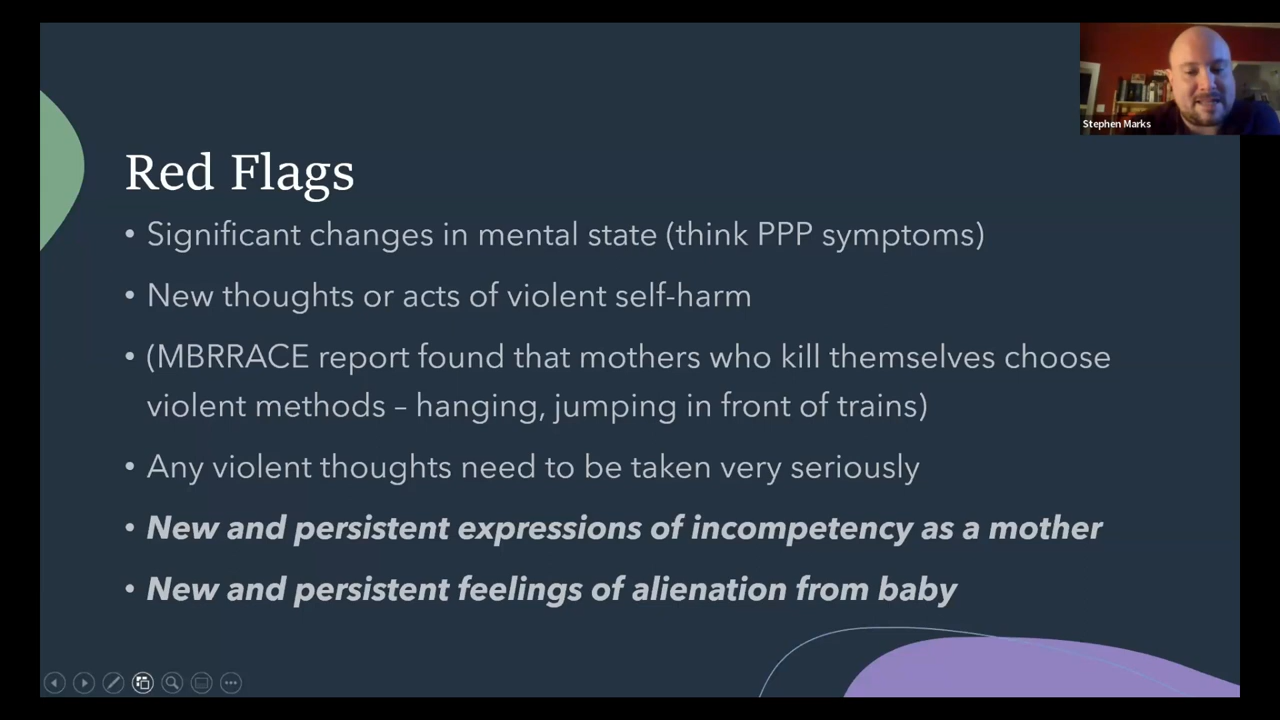 Stephen Marks
Red Flags
• Significant changes in mental state (think PPP symptoms)
• New thoughts or acts of violent self-harm
• (MBRRACE report found that mothers who kill themselves choose
violent methods – hanging, jumping in front of trains)
• Any violent thoughts need to be taken very seriously
• New and persistent expressions of incompetency as a mother
• New and persistent feelings of alienation from baby